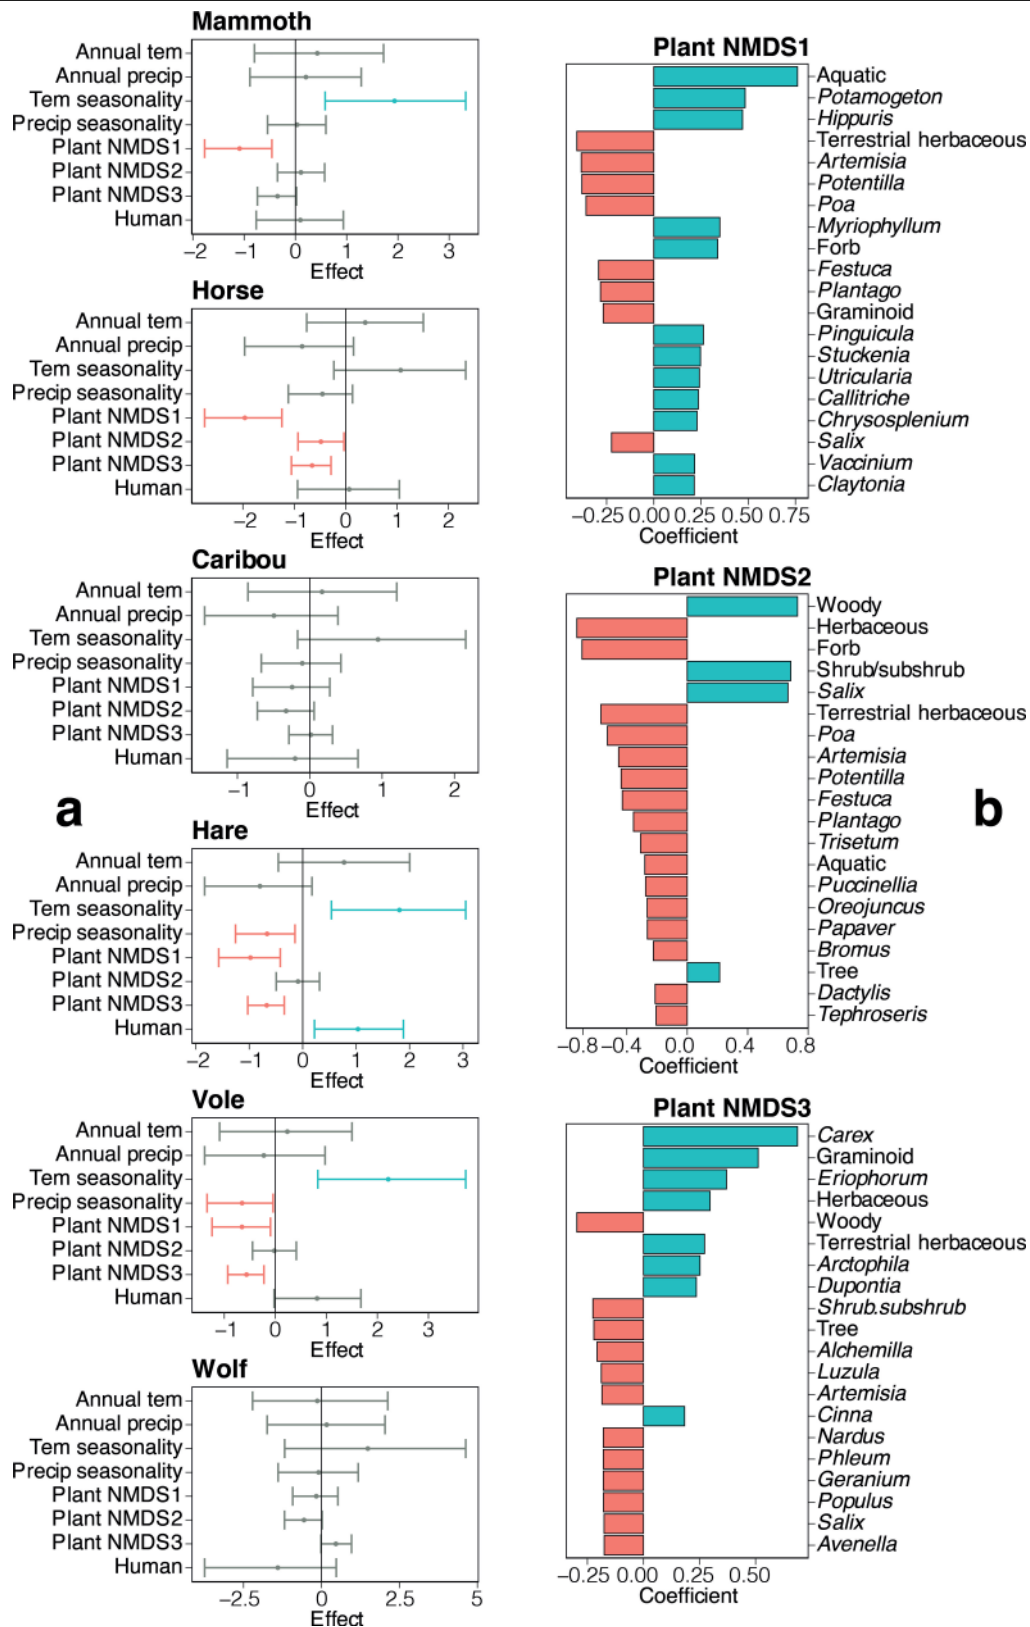 Mammoth
Annual tem
Annual precip
Tem seasonality
Precip seasonality
Plant NMDS1
Plant NMDS2
Plant NMDS3
Human
−2 −1 0 1 2 3
Effect
Horse
Annual tem
Annual precip
Tem seasonality
Precip seasonality
Plant NMDS1
Plant NMDS2
Plant NMDS3
Human
−2 −1 0 1 2
Effect
Caribou
Annual tem
Annual precip
Tem seasonality
Precip seasonality
Plant NMDS1
Plant NMDS2
Plant NMDS3
Human
−1 0 1 2
Effect
a
Hare
Annual tem
Annual precip
Tem seasonality
Precip seasonality
Plant NMDS1
Plant NMDS2
Plant NMDS3
Human
−2 −1 0 1 2 3
Effect
Vole
Annual tem
Annual precip
Tem seasonality
Precip seasonality
Plant NMDS1
Plant NMDS2
Plant NMDS3
Human
−1 0 1 2 3
Effect
Wolf
Annual tem
Annual precip
Tem seasonality
Precip seasonality
Plant NMDS1
Plant NMDS2
Plant NMDS3
Human
−2.5 0 2.5 5
Effect
Plant NMDS1
Aquatic
Potamogeton
Hippuris
Terrestrial herbaceous
Artemisia
Potentilla
Poa
Myriophyllum
Forb
Festuca
Plantago
Graminoid
Pinguicula
Stuckenia
Utricularia
Callitriche
Chrysosplenium
Salix
Vaccinium
Claytonia
−0.25 0.00 0.25 0.50 0.75
Coefficient
Plant NMDS2
Woody
Herbaceous
Forb
Shrub/subshrub
Salix
Terrestrial herbaceous
Poa
Artemisia
Potentilla
Festuca
Plantago
Trisetum
Aquatic
Puccinellia
Oreojuncus
Papaver
Bromus
Tree
Dactylis
Tephroseris
−0.8 −0.4 0.0 0.4 0.8
Coefficient
b
Plant NMDS3
Carex
Graminoid
Eriophorum
Herbaceous
Woody
Terrestrial herbaceous
Arctophila
Dupontia
Shrub.subshrub
Tree
Alchemilla
Luzula
Artemisia
Cinna
Nardus
Phleum
Geranium
Populus
Salix
Avenella
−0.25 0.00 0.25 0.50
Coefficient